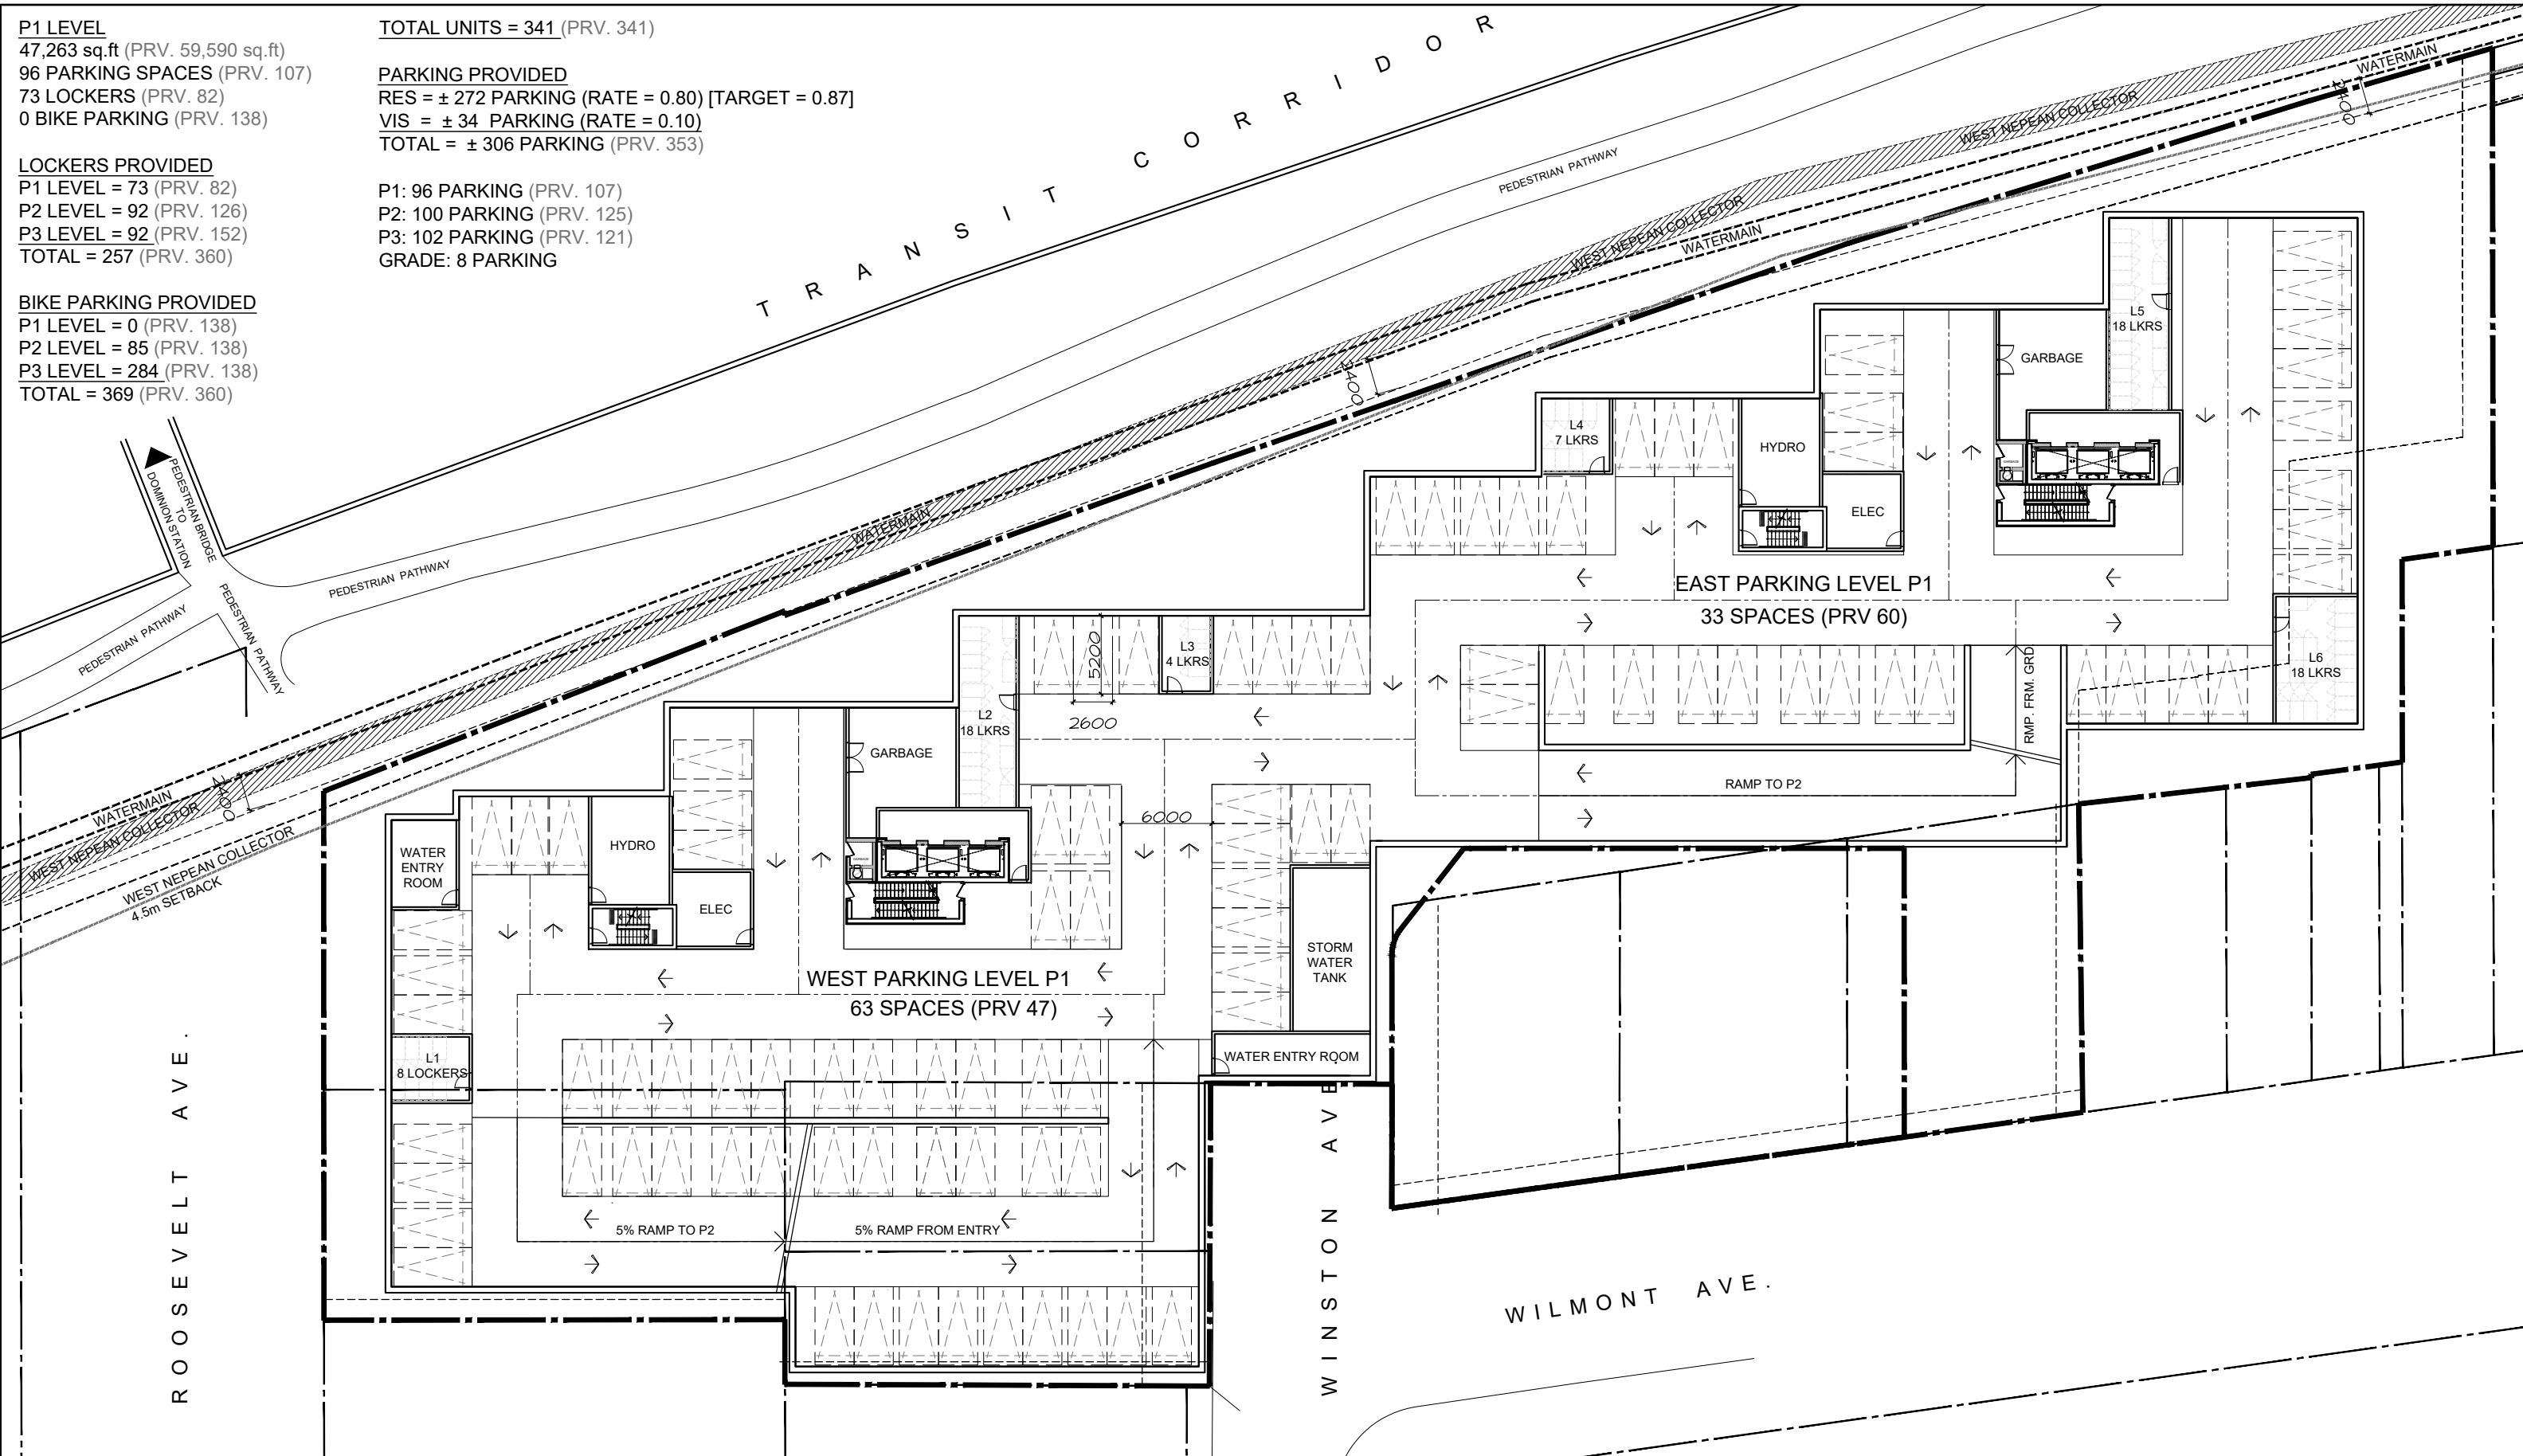 P1 LEVEL
47,263 sq.ft (PRV. 59,590 sq.ft)
96 PARKING SPACES (PRV. 107)
73 LOCKERS (PRV. 82)
0 BIKE PARKING (PRV. 138)
LOCKERS PROVIDED
P1 LEVEL = 73 (PRV. 82)
P2 LEVEL = 92 (PRV. 126)
P3 LEVEL = 92 (PRV. 152)
TOTAL = 257 (PRV. 360)
BIKE PARKING PROVIDED
P1 LEVEL = 0 (PRV. 138)
P2 LEVEL = 85 (PRV. 138)
P3 LEVEL = 284 (PRV. 138)
TOTAL = 369 (PRV. 360)
TOTAL UNITS = 341 (PRV. 341)
PARKING PROVIDED
RES = ± 272 PARKING (RATE = 0.80) [TARGET = 0.87]
VIS = ± 34 PARKING (RATE = 0.10)
TOTAL = ± 306 PARKING (PRV. 353)
P1: 96 PARKING (PRV. 107)
P2: 100 PARKING (PRV. 125)
P3: 102 PARKING (PRV. 121)
GRADE: 8 PARKING
TRANSIT CORRIDOR
WATERMAIN
2400
WEST NEPEAN COLLECTOR
PEDESTRIAN PATHWAY
WEST NEPEAN COLLECTOR
WATERMAIN
L5
18 LKRS
GARBAGE
2400
L4
7 LKRS
HYDRO
ELEC
PEDESTRIAN BRIDGE
TO
DOMINION STATION
WATERMAIN
PEDESTRIAN PATHWAY
PEDESTRIAN PATHWAY
PEDESTRIAN PATHWAY
EAST PARKING LEVEL P1
33 SPACES (PRV 60)
L3
4 LKRS
5200
2600
L6
18 LKRS
RMP. FRM. GRD
L2
18 LKRS
GARBAGE
RAMP TO P2
2400
WATERMAIN
WEST NEPEAN COLLECTOR
WEST NEPEAN COLLECTOR
4.5m SETBACK
WATER
ENTRY
ROOM
HYDRO
6000
ELEC
STORM
WATER
TANK
WEST PARKING LEVEL P1
63 SPACES (PRV 47)
WATER ENTRY ROOM
L1
8 LOCKERS
5% RAMP TO P2
5% RAMP FROM ENTRY
ROOSEVELT AVE.
WINSTON AVE
WILMONT AVE.